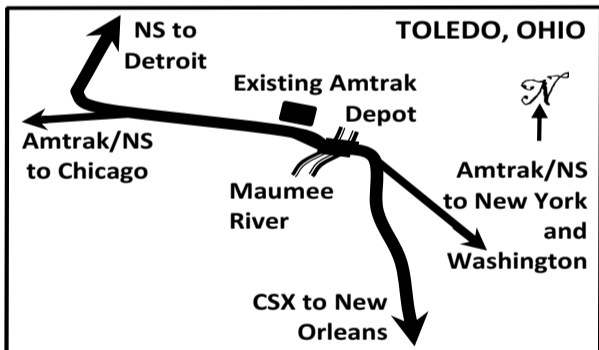 TOLEDO, OHIO
NS to
Detroit
Existing Amtrak
Depot
N
Amtrak/NS
to Chicago
Maumee
River
Amtrak/NS
to New York
and
Washington
CSX to New
Orleans